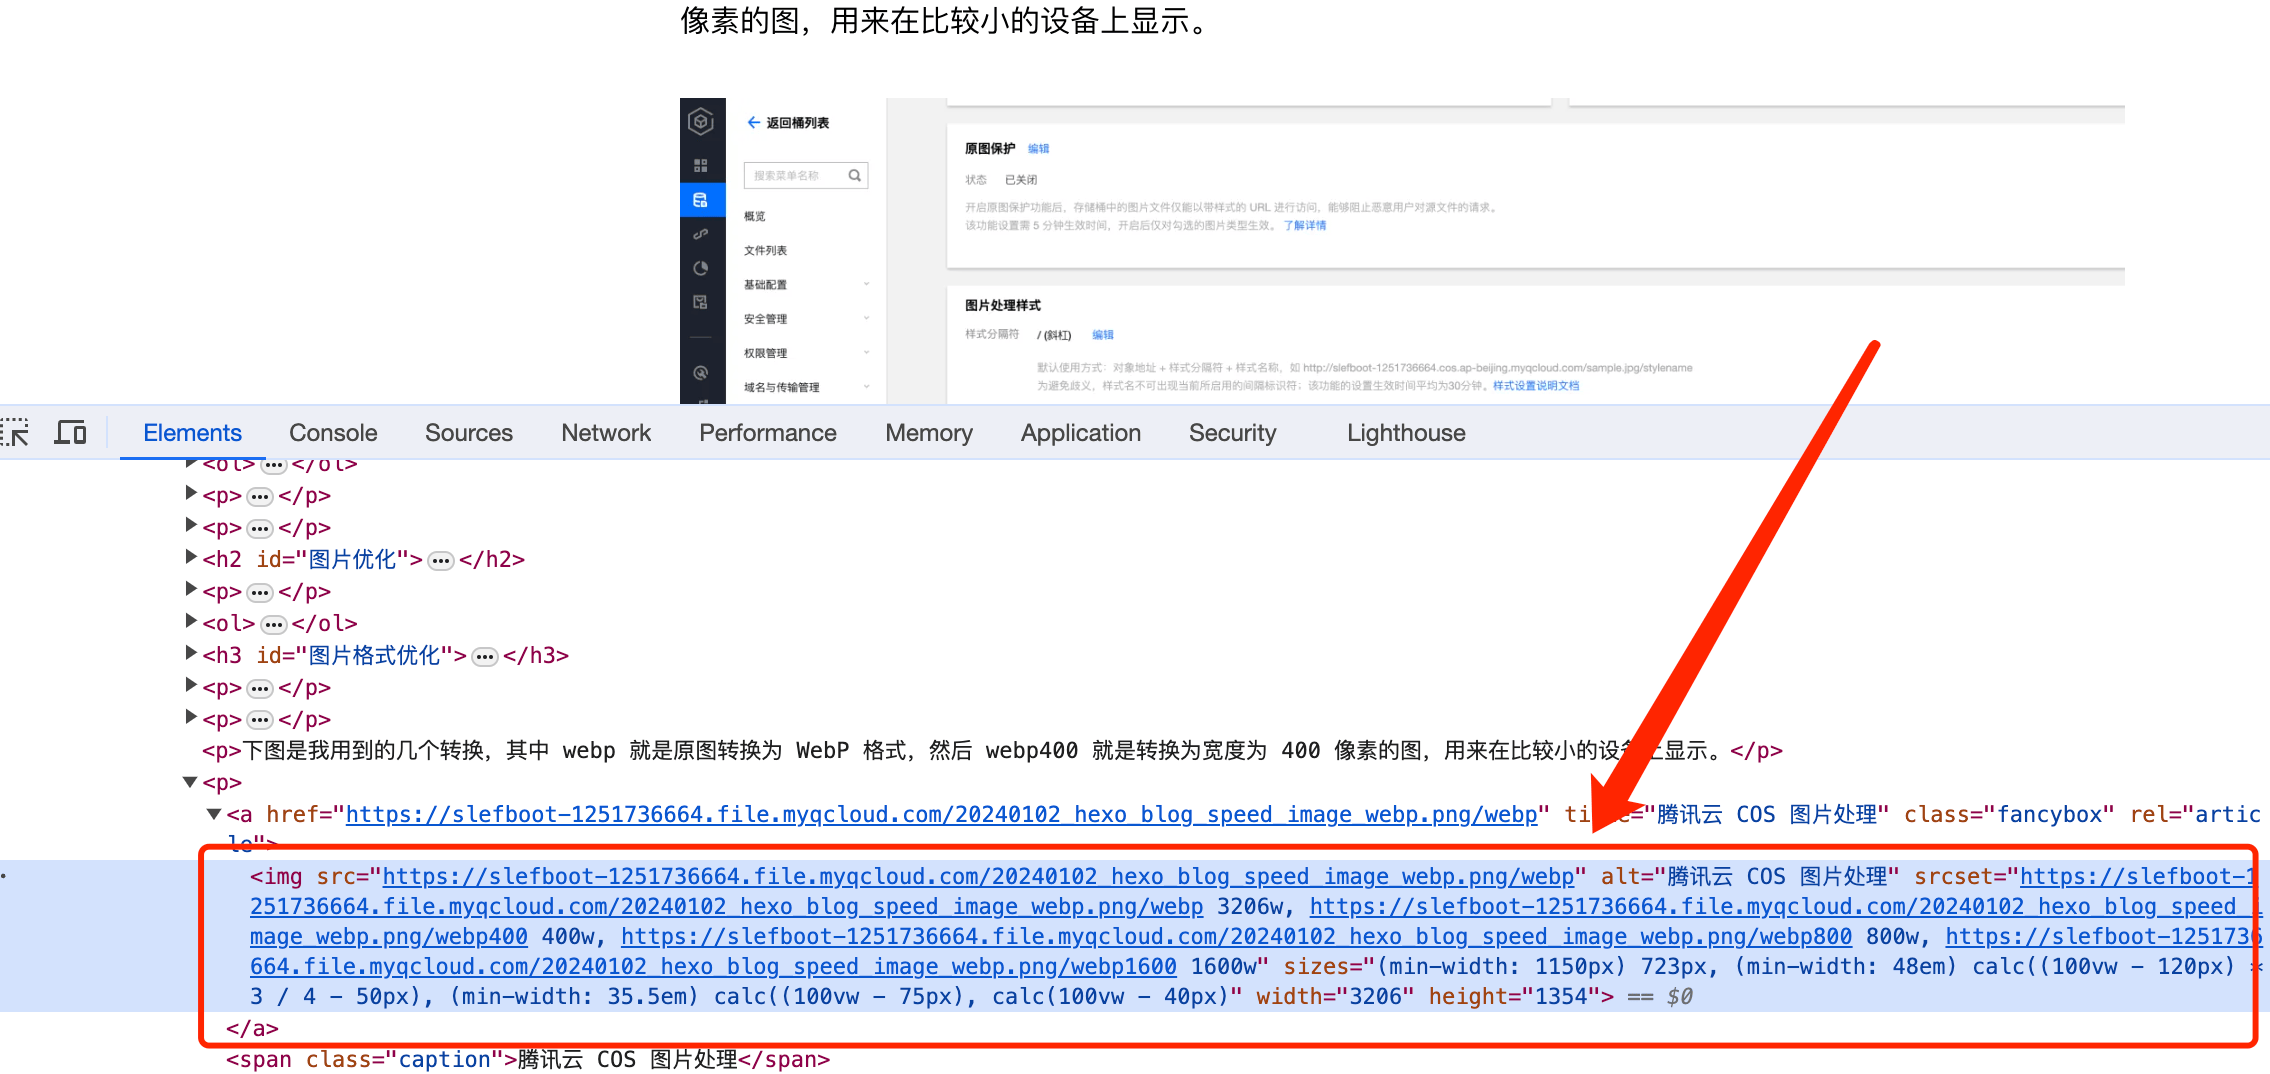 像素的图，用来在比较小的设备上显示。
返回桶列表
搜索菜单名称
概览
文件列表
基础配置
安全管理
权限管理
域名与传输管理
原图保护 编辑
状态 已关闭
开启原图保护功能后，存储桶中的图片文件仅能以带样式的 URL 进行访问，能够阻止恶意用户对源文件的请求。
该功能设置需 5 分钟生效时间，开启后仅对勾选的图片类型生效。 了解详情
图片处理样式
样式分隔符 / (斜杠) 编辑
默认使用方式：对象地址 + 样式分隔符 + 样式名称，如 http://slefboot-1251736664.cos.ap-beijing.myqcloud.com/sample.jpg/stylename
为避免歧义，样式名不可出现当前所启用的间隔标识符；该功能的设置生效时间平均为30分钟。 样式设置说明文档
Elements Console Sources Network Performance Memory Application Security Lighthouse
<ol>…</ol>
<p>…</p>
<p>…</p>
<h2 id="图片优化">…</h2>
<p>…</p>
<ol>…</ol>
<h3 id="图片格式优化">…</h3>
<p>…</p>
<p>…</p>
<p>下图是我用到的几个转换，其中 webp 就是原图转换为 WebP 格式，然后 webp400 就是转换为宽度为 400 像素的图，用来在比较小的设备上显示。</p>
<p>
<a href="https://slefboot-1251736664.file.myqcloud.com/20240102_hexo_blog_speed_image_webp.png/webp" title="腾讯云 COS 图片处理" class="fancybox" rel="artic
le">
<img src="https://slefboot-1251736664.file.myqcloud.com/20240102_hexo_blog_speed_image_webp.png/webp" alt="腾讯云 COS 图片处理" srcset="https://slefboot-1
251736664.file.myqcloud.com/20240102_hexo_blog_speed_image_webp.png/webp 3206w, https://slefboot-1251736664.file.myqcloud.com/20240102_hexo_blog_speed_i
mage_webp.png/webp400 400w, https://slefboot-1251736664.file.myqcloud.com/20240102_hexo_blog_speed_image_webp.png/webp800 800w, https://slefboot-1251736
664.file.myqcloud.com/20240102_hexo_blog_speed_image_webp.png/webp1600 1600w" sizes="(min-width: 1150px) 723px, (min-width: 48em) calc((100vw - 120px) *
3 / 4 - 50px), (min-width: 35.5em) calc((100vw - 75px), calc(100vw - 40px)" width="3206" height="1354"> == $0
</a>
<span class="caption">腾讯云 COS 图片处理</span>